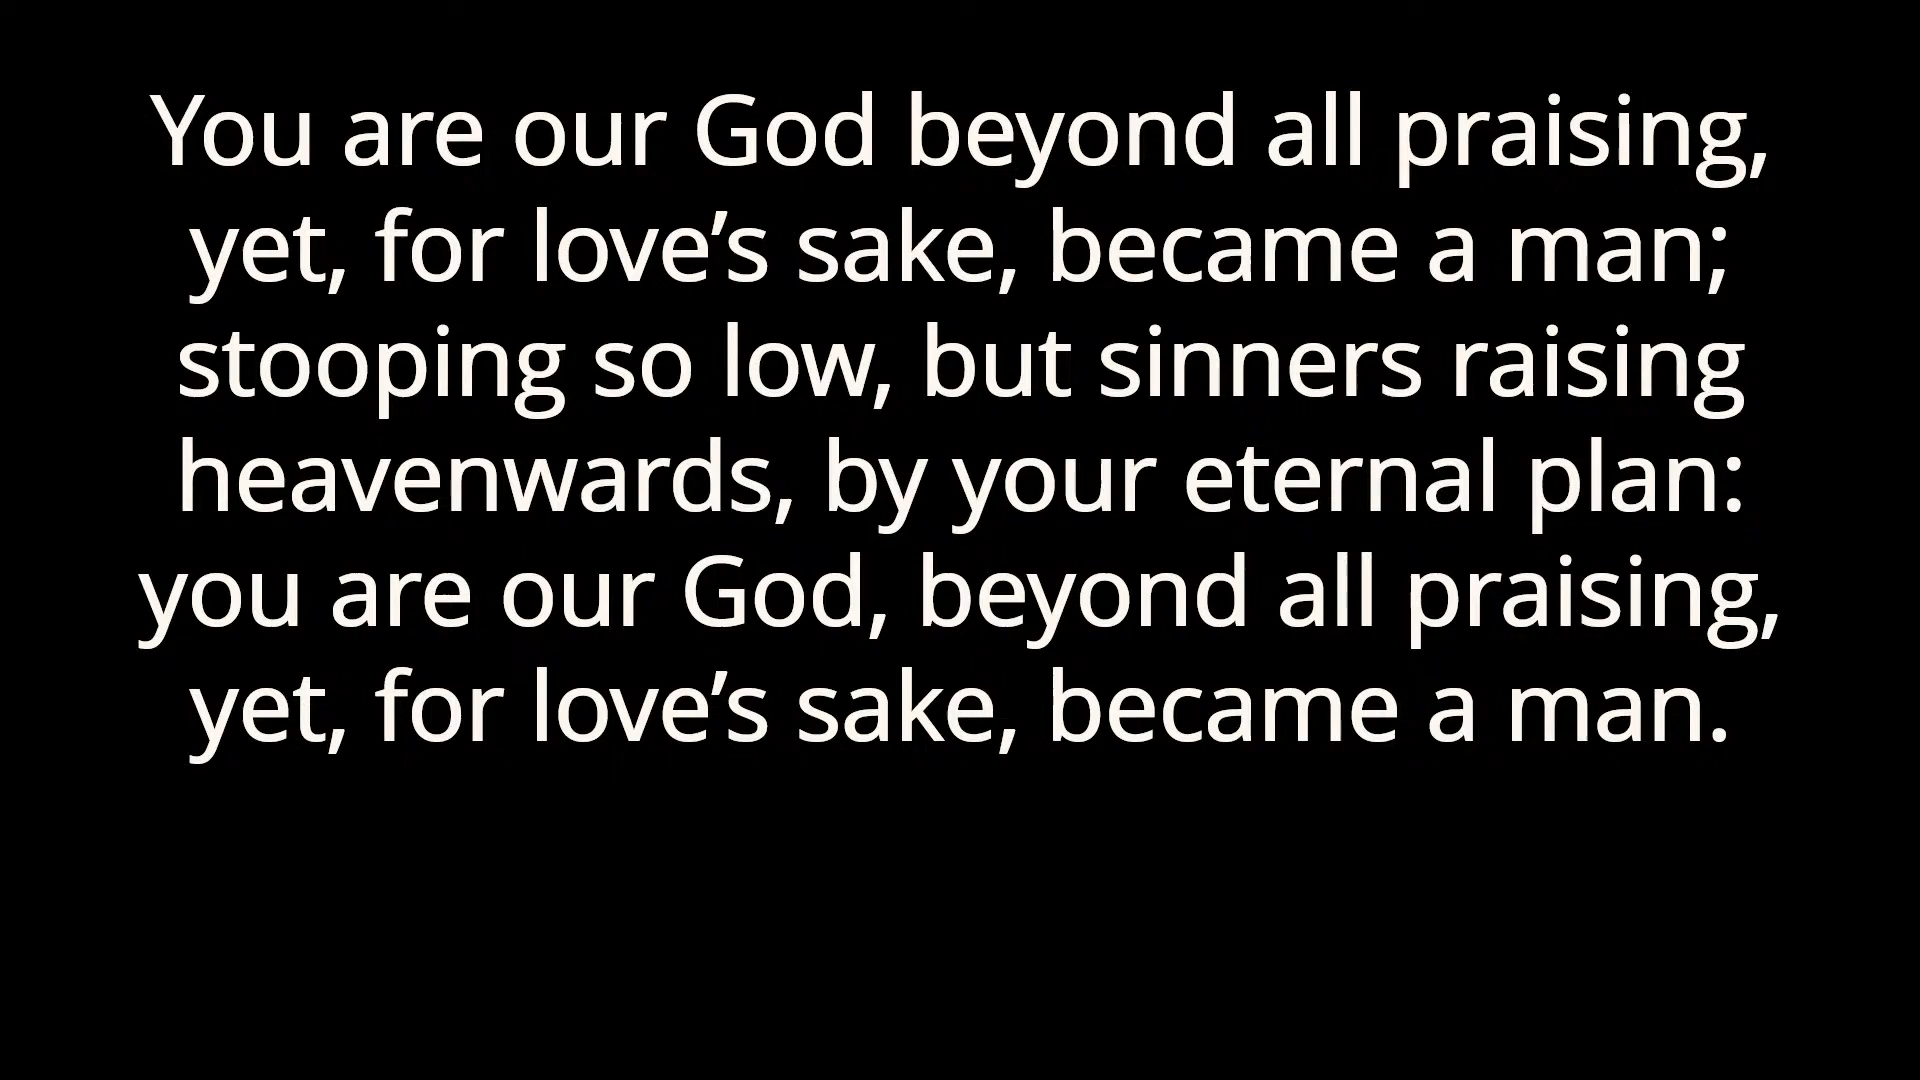 You are our God beyond all praising,
yet, for love’s sake, became a man;
stooping so low, but sinners raising
heavenwards, by your eternal plan:
you are our God, beyond all praising,
yet, for love’s sake, became a man.